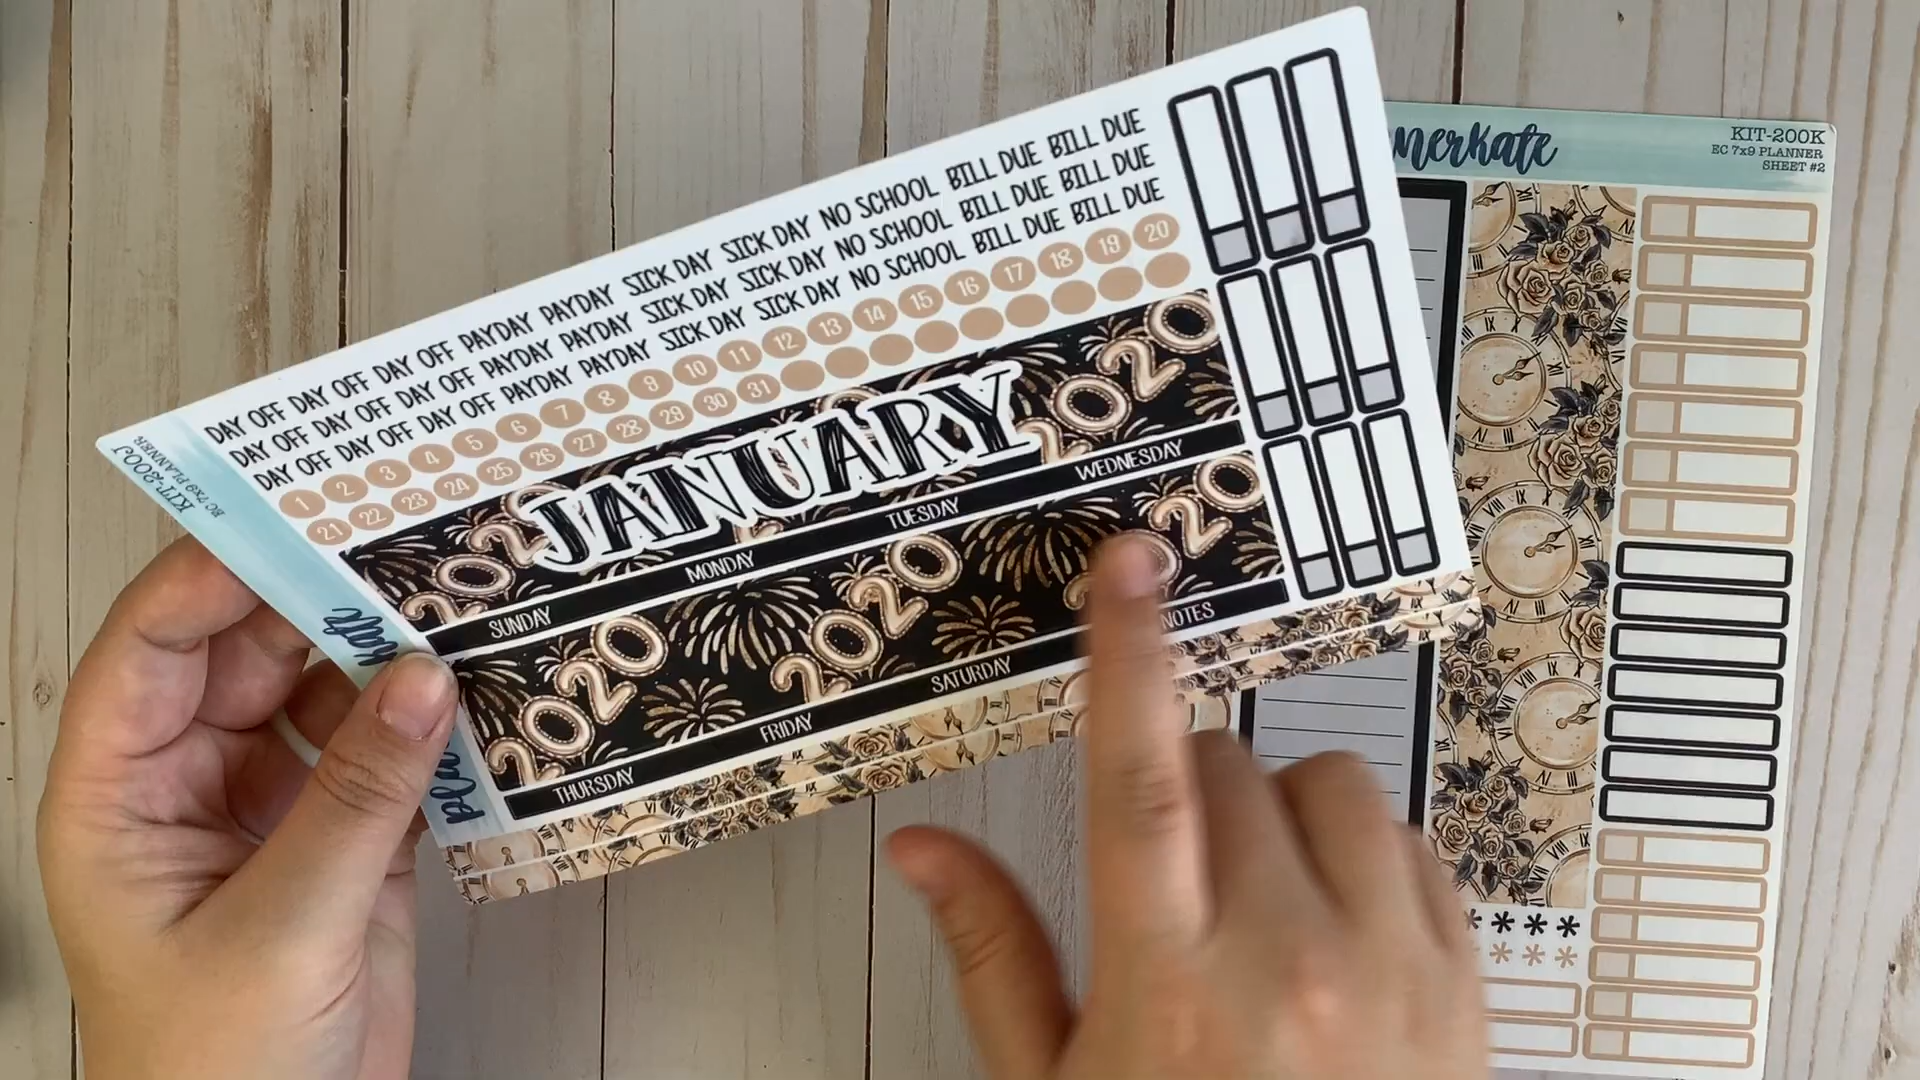 DAY OFF DAY OFF DAY OFF PAYDAY PAYDAY SICK DAY SICK DAY NO SCHOOL BILL DUE BILL DUE
DAY OFF DAY OFF DAY OFF PAYDAY PAYDAY SICK DAY SICK DAY NO SCHOOL BILL DUE BILL DUE
DAY OFF DAY OFF DAY OFF PAYDAY PAYDAY SICK DAY SICK DAY NO SCHOOL BILL DUE BILL DUE
1 2 3 4 5 6 7 8 9 10 11 12 13 14 15 16 17 18 19 20
21 22 23 24 25 26 27 28 29 30 31
2020 2020
JANUARY
SUNDAY MONDAY TUESDAY WEDNESDAY
2020 2020 2020
THURSDAY FRIDAY SATURDAY NOTES
KIT-200J
EC 7x9 PLANNER
KIT-200K
EC 7x9 PLANNER
SHEET #2